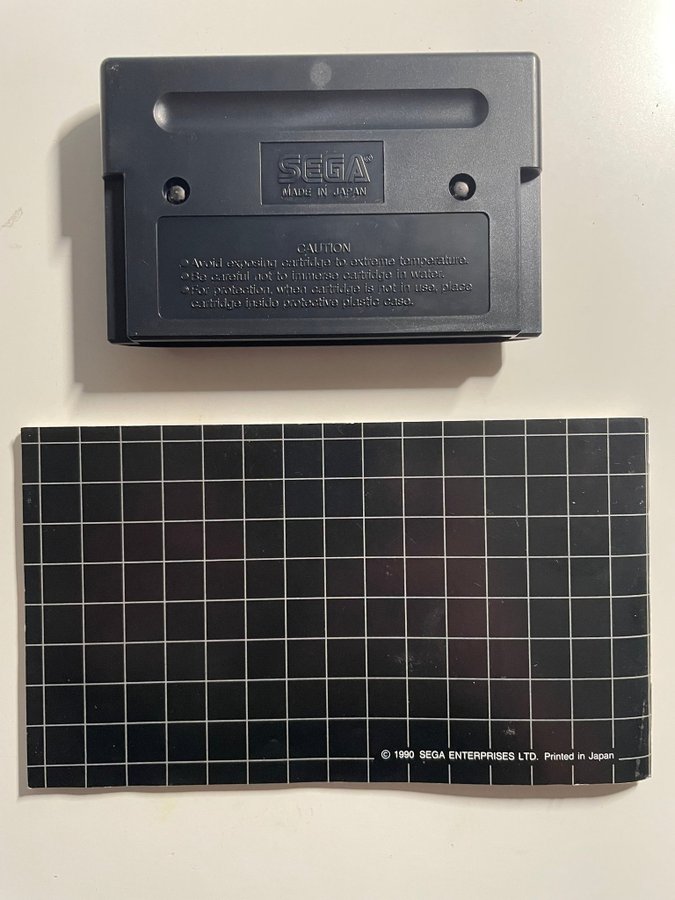 SEGA®
MADE IN JAPAN
CAUTION
•Avoid exposing cartridge to extreme temperature.
•Be careful not to immerse cartridge in water.
•For protection, when cartridge is not in use, place
cartridge inside protective plastic case.
© 1990 SEGA ENTERPRISES LTD. Printed in Japan